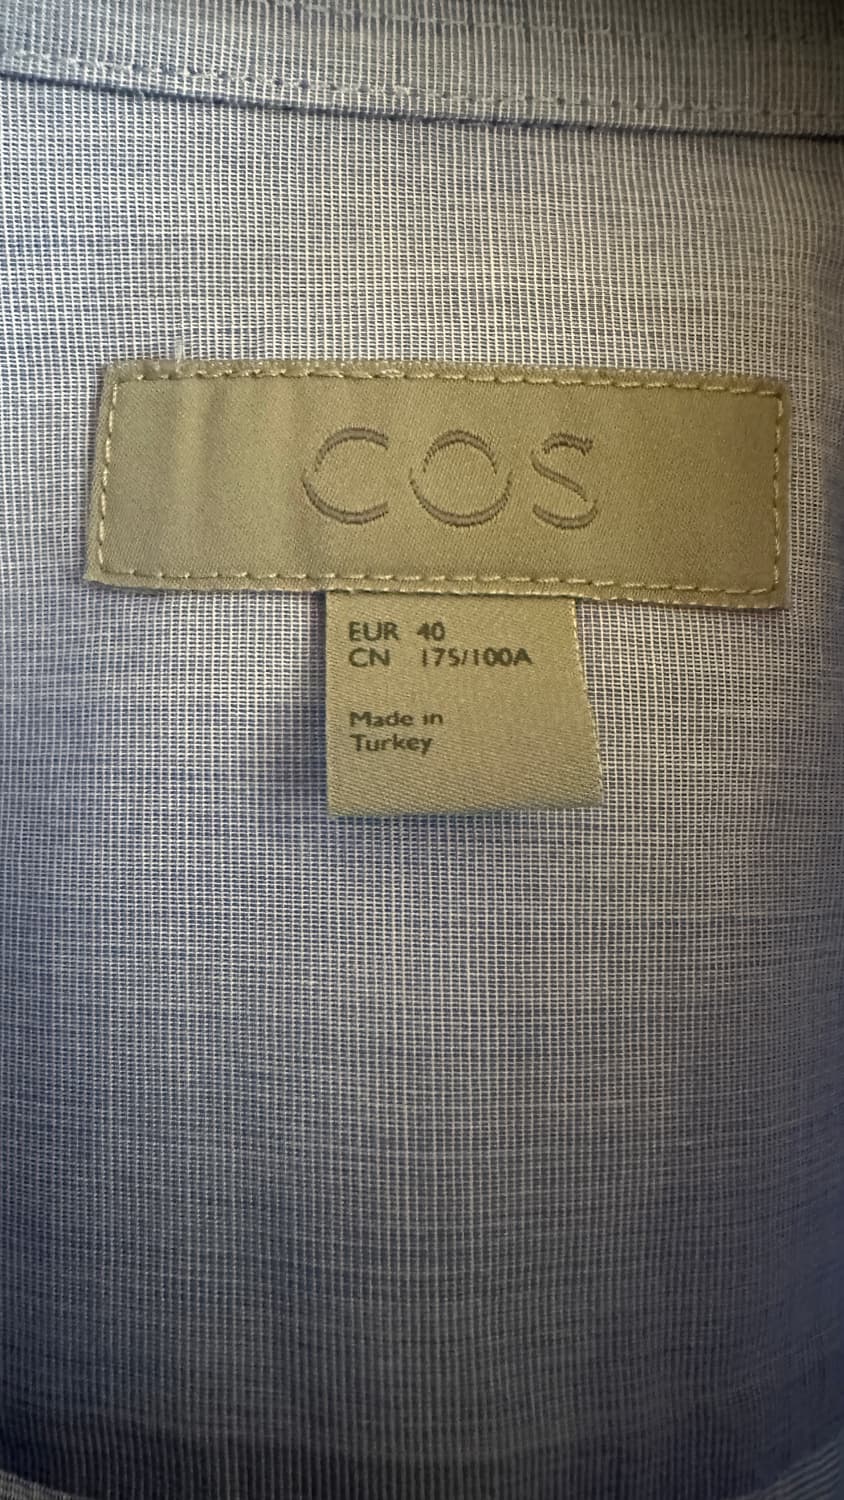 COS
EUR 40
CN 175/100A
Made in
Turkey